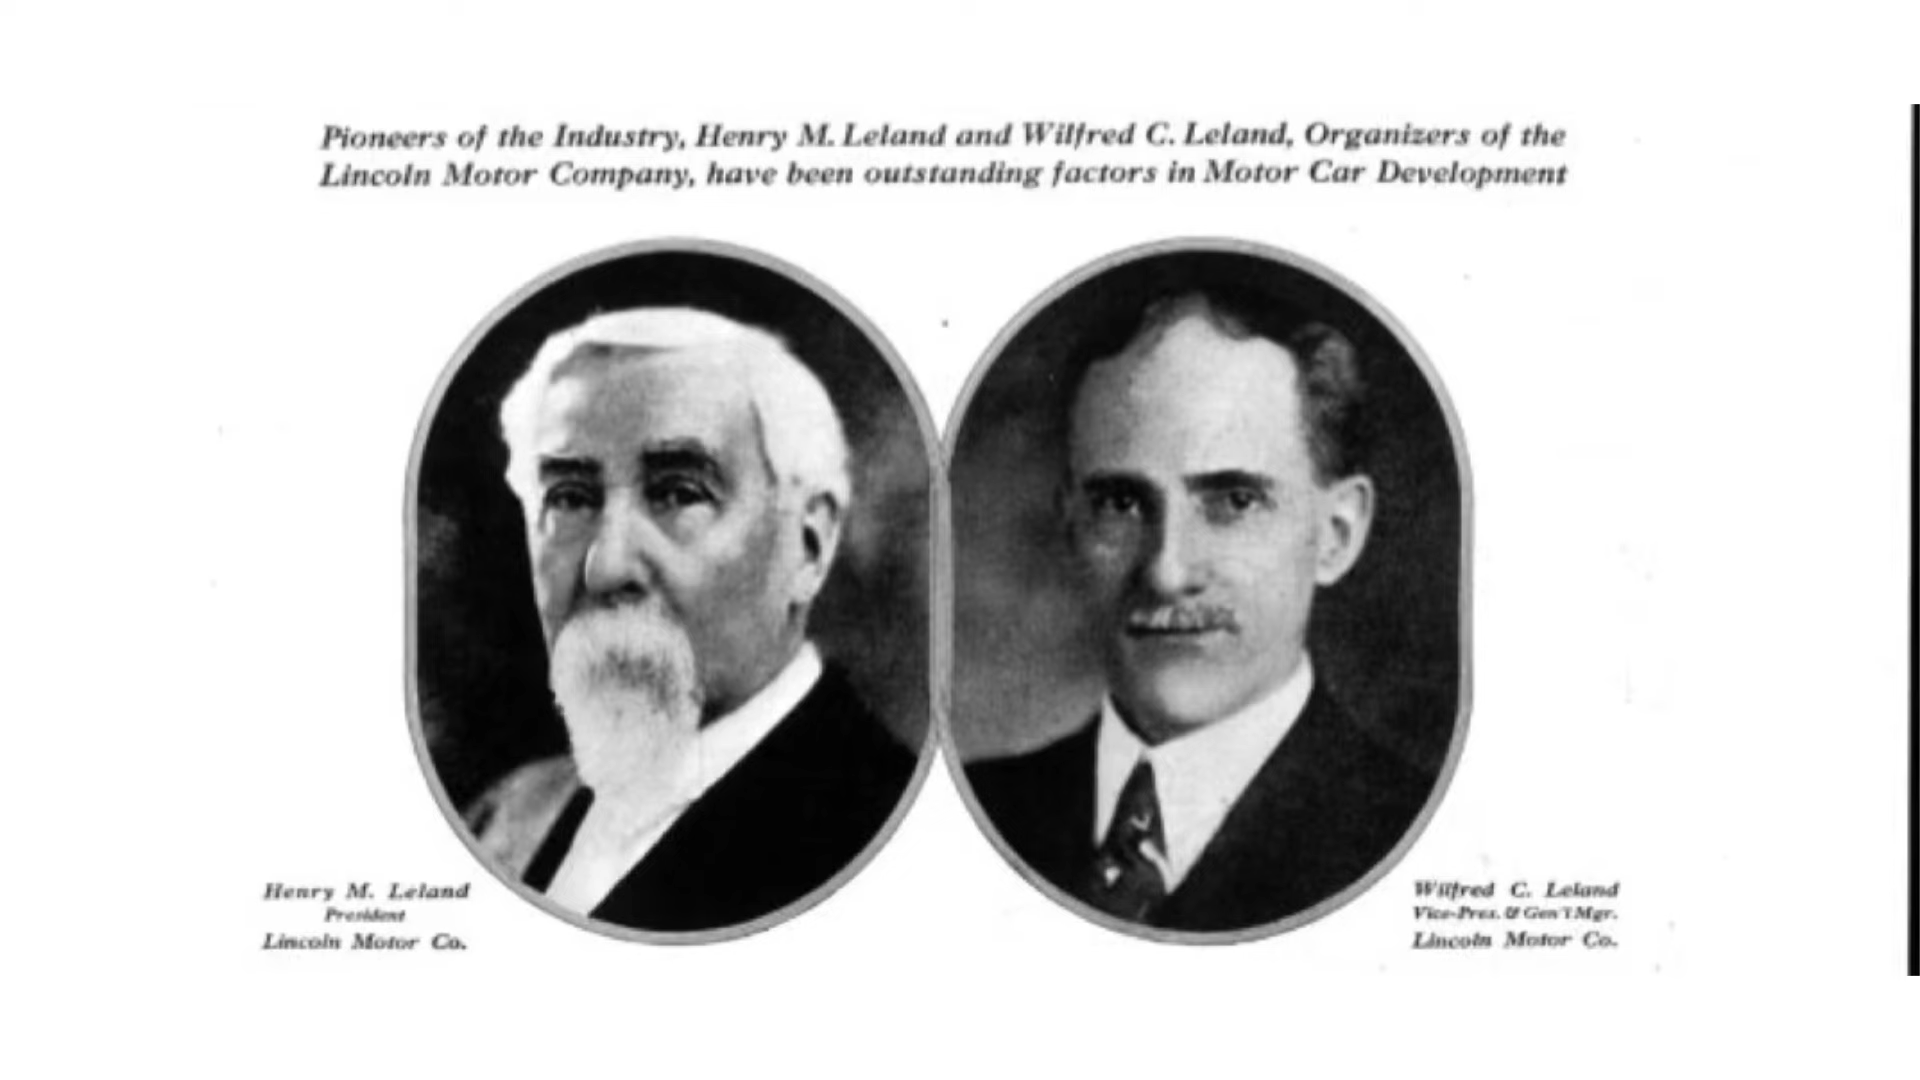 Pioneers of the Industry, Henry M. Leland and Wilfred C. Leland, Organizers of the
Lincoln Motor Company, have been outstanding factors in Motor Car Development
Henry M. Leland
President
Lincoln Motor Co.
Wilfred C. Leland
Vice-Pres. & Gen'l Mgr.
Lincoln Motor Co.